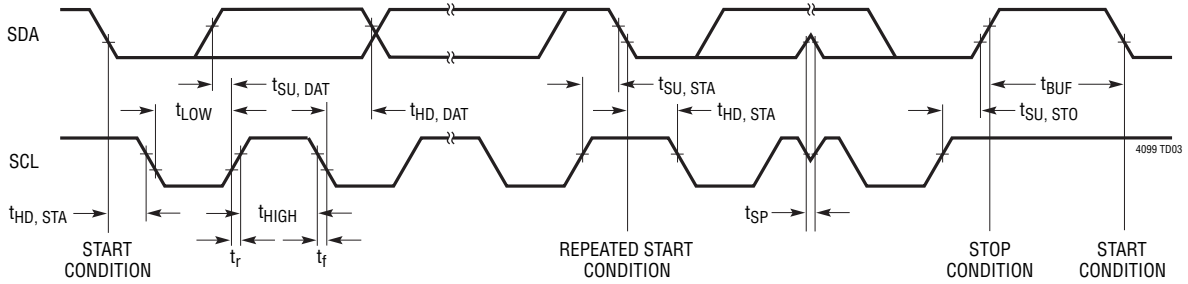 SDA
tSU, DAT
tSU, STA
tBUF
tLOW
tHD, DAT
tHD, STA
tSU, STO
SCL
4099 TD03
tHD, STA
tHIGH
tSP
tr
tf
START
CONDITION
REPEATED START
CONDITION
STOP
CONDITION
START
CONDITION